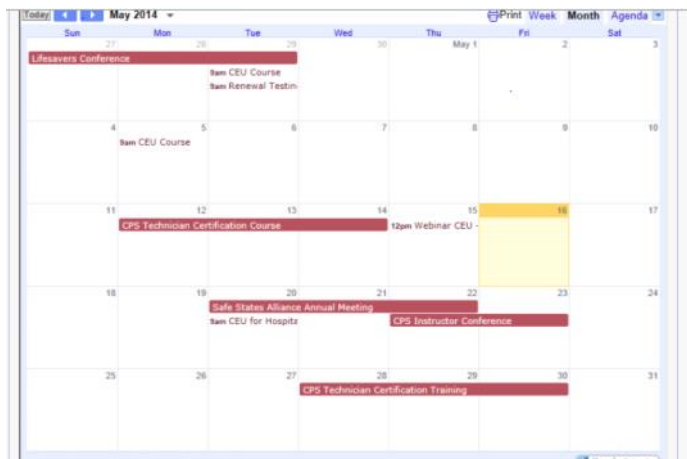 Today May 2014 Print Week Month Agenda
Sun Mon Tue Wed Thu Fri Sat
27 28 29 30 May 1 2 3
Lifesavers Conference
9am CEU Course
9am Renewal Testin
4 5 6 7 8 9 10
9am CEU Course
11 12 13 14 15 16 17
CPS Technician Certification Course 12pm Webinar CEU -
18 19 20 21 22 23 24
Safe States Alliance Annual Meeting
9am CEU for Hospita CPS Instructor Conference
25 26 27 28 29 30 31
CPS Technician Certification Training